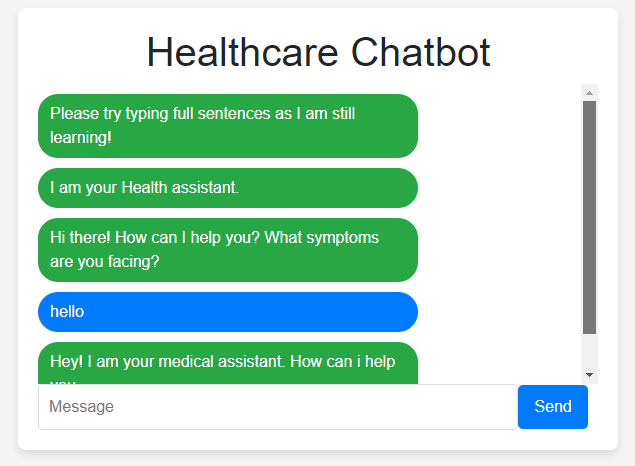 Healthcare Chatbot
Please try typing full sentences as I am still
learning!
I am your Health assistant.
Hi there! How can I help you? What symptoms
are you facing?
hello
Hey! I am your medical assistant. How can i help
Message
Send